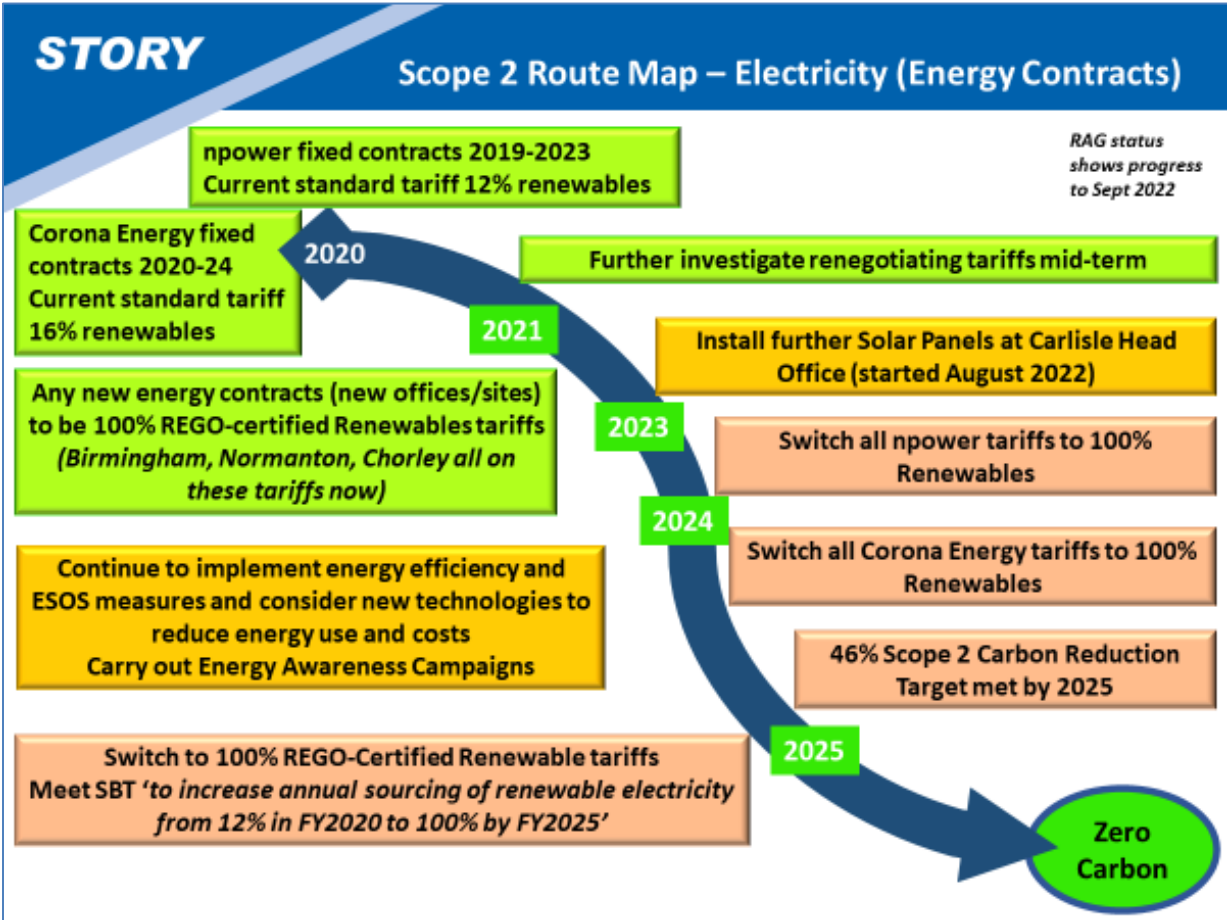 STORY
Scope 2 Route Map – Electricity (Energy Contracts)
RAG status
shows progress
to Sept 2022
npower fixed contracts 2019-2023
Current standard tariff 12% renewables
Corona Energy fixed
contracts 2020-24
Current standard tariff
16% renewables
2020
Further investigate renegotiating tariffs mid-term
2021
Install further Solar Panels at Carlisle Head
Office (started August 2022)
Any new energy contracts (new offices/sites)
to be 100% REGO-certified Renewables tariffs
(Birmingham, Normanton, Chorley all on
these tariffs now)
2023
Switch all npower tariffs to 100%
Renewables
2024
Switch all Corona Energy tariffs to 100%
Renewables
Continue to implement energy efficiency and
ESOS measures and consider new technologies to
reduce energy use and costs
Carry out Energy Awareness Campaigns
46% Scope 2 Carbon Reduction
Target met by 2025
2025
Switch to 100% REGO-Certified Renewable tariffs
Meet SBT ‘to increase annual sourcing of renewable electricity
from 12% in FY2020 to 100% by FY2025’
Zero
Carbon